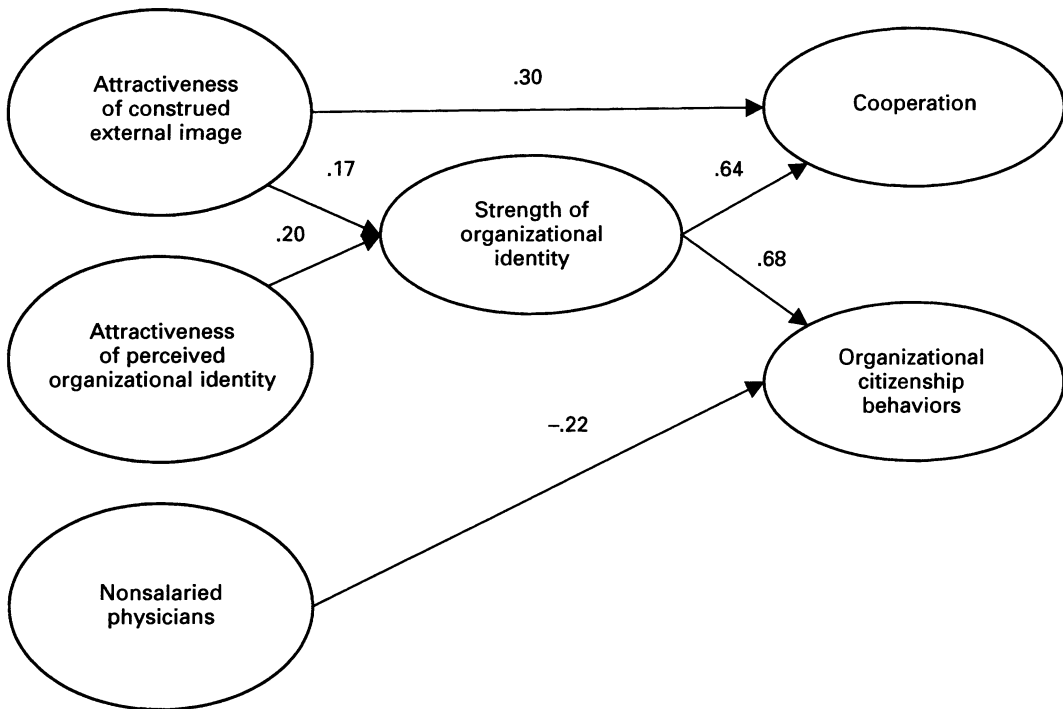 Attractiveness
of construed
external image
.30
Cooperation
.17
.64
Strength of
organizational
identity
.20
.68
Attractiveness
of perceived
organizational identity
Organizational
citizenship
behaviors
–.22
Nonsalaried
physicians